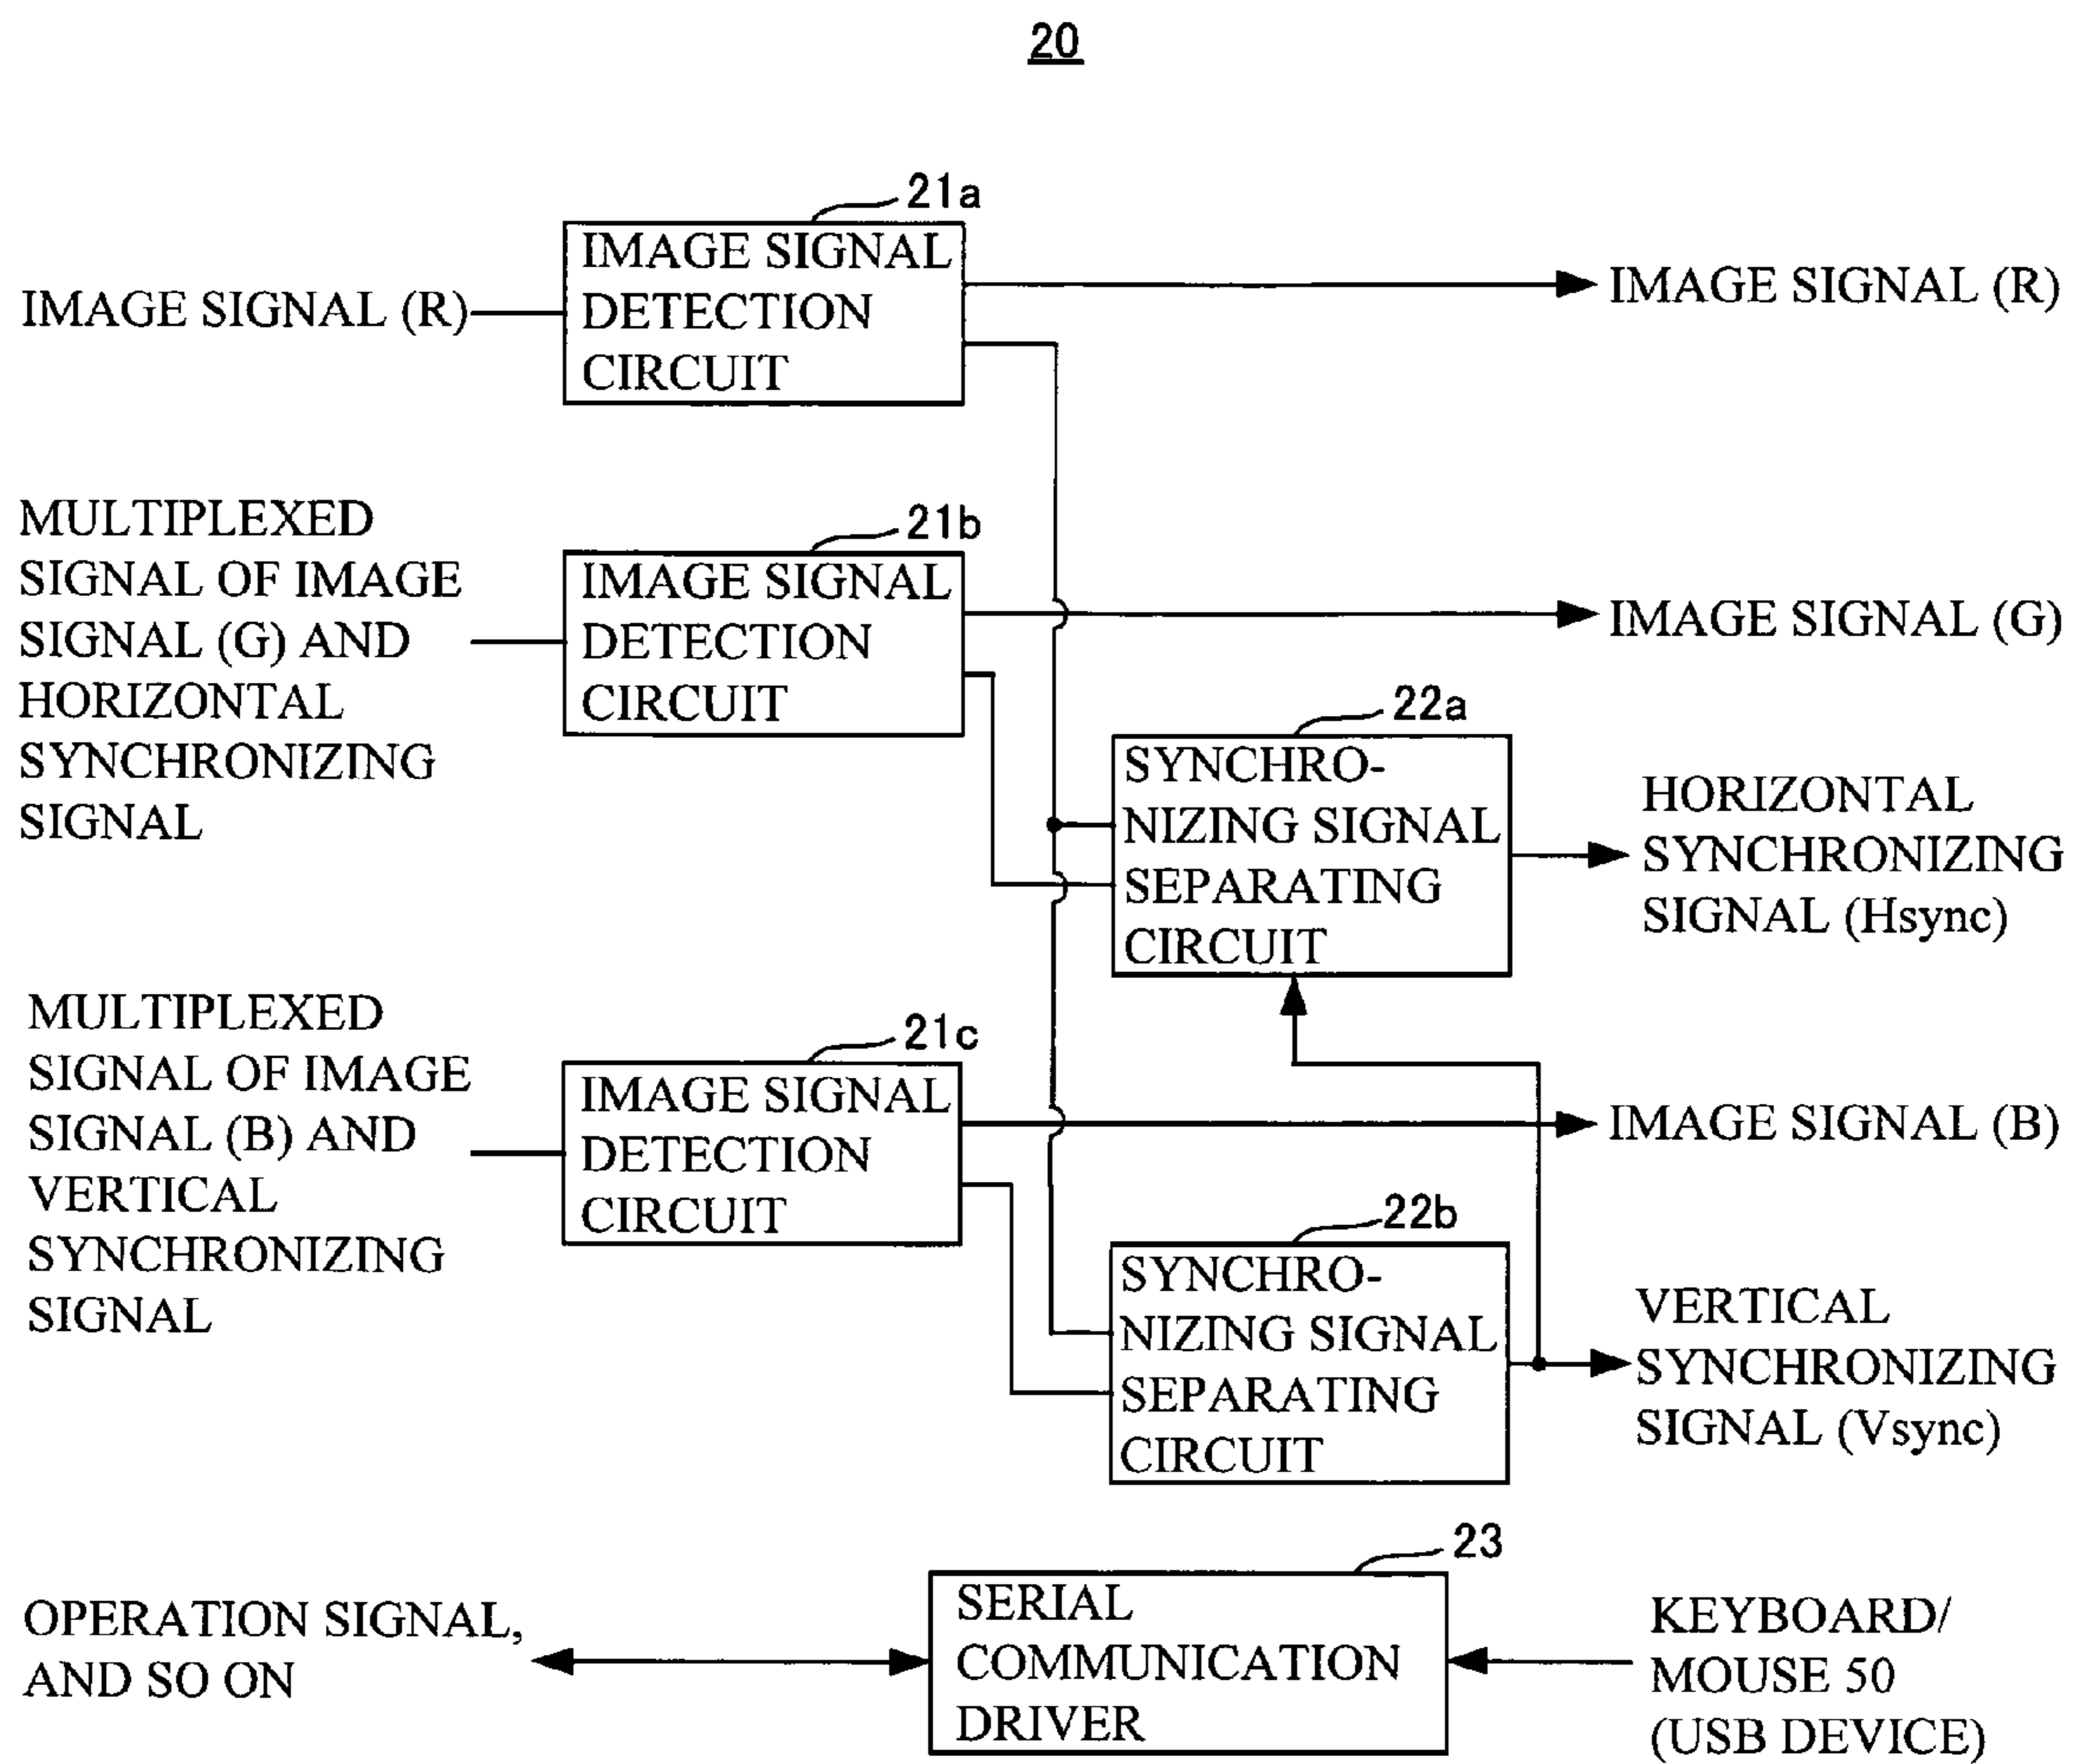 20
21a
IMAGE SIGNAL (R)
IMAGE SIGNAL
DETECTION
CIRCUIT
IMAGE SIGNAL (R)
MULTIPLEXED
SIGNAL OF IMAGE
SIGNAL (G) AND
HORIZONTAL
SYNCHRONIZING
SIGNAL
21b
IMAGE SIGNAL
DETECTION
CIRCUIT
IMAGE SIGNAL (G)
22a
SYNCHRO-
NIZING SIGNAL
SEPARATING
CIRCUIT
HORIZONTAL
SYNCHRONIZING
SIGNAL (Hsync)
MULTIPLEXED
SIGNAL OF IMAGE
SIGNAL (B) AND
VERTICAL
SYNCHRONIZING
SIGNAL
21c
IMAGE SIGNAL
DETECTION
CIRCUIT
IMAGE SIGNAL (B)
22b
SYNCHRO-
NIZING SIGNAL
SEPARATING
CIRCUIT
VERTICAL
SYNCHRONIZING
SIGNAL (Vsync)
OPERATION SIGNAL,
AND SO ON
23
SERIAL
COMMUNICATION
DRIVER
KEYBOARD/
MOUSE 50
(USB DEVICE)